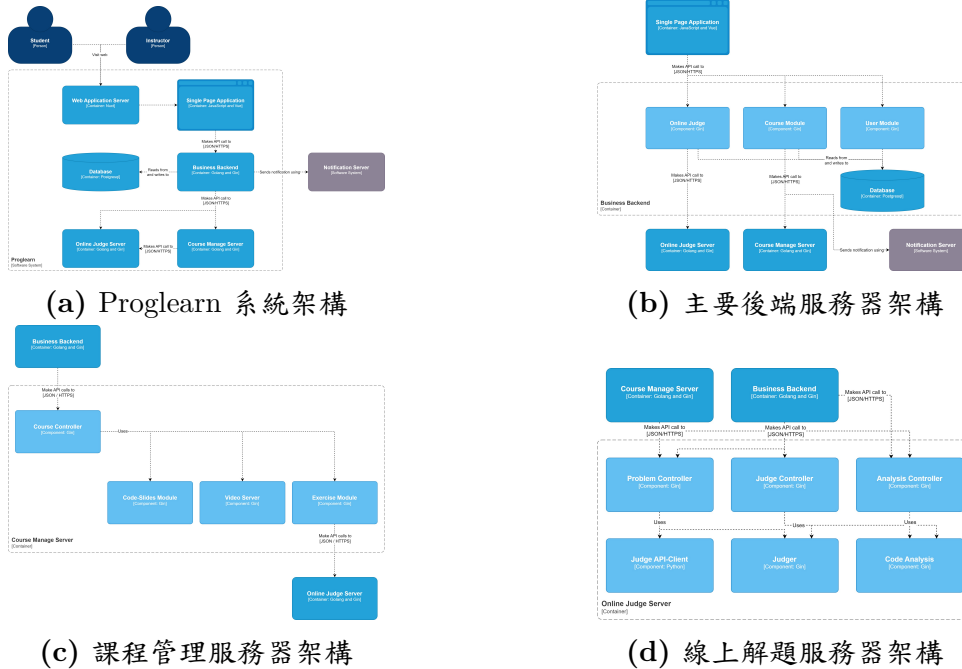 Student
[Person]
Instructor
[Person]
Visit web
Web Application Server
[Container: Next]
Single Page Application
[Container: JavaScript and Vue]
Makes API call to
[JSON/HTTPS]
Database
[Container: Postgresql]
Reads from
and writes to
Business Backend
[Container: Golang and Gin]
Sends notification using
Notification Server
[Software System]
Makes API call to
[JSON/HTTPS]
Online Judge Server
[Container: Golang and Gin]
Makes API call to
[JSON/HTTPS]
Course Manage Server
[Container: Golang and Gin]
Proglearn
[Software System]
(a) Proglearn 系統架構
Single Page Application
[Container: JavaScript and Vue]
Makes API call to
[JSON/HTTPS]
Online Judge
[Component: Gin]
Course Module
[Component: Gin]
User Module
[Component: Gin]
Reads from
and writes to
Makes API call to
[JSON/HTTPS]
Makes API call to
[JSON/HTTPS]
Database
[Container: Postgresql]
Business Backend
[Container]
Online Judge Server
[Container: Golang and Gin]
Course Manage Server
[Container: Golang and Gin]
Sends notification using
Notification Server
[Software System]
(b) 主要後端服務器架構
Business Backend
[Container: Golang and Gin]
Make API calls to
[JSON / HTTPS]
Course Controller
[Component: Gin]
Uses
Code-Slides Module
[Component: Gin]
Video Server
[Component: Gin]
Exercise Module
[Component: Gin]
Make API calls to
[JSON / HTTPS]
Course Manage Server
[Container]
Online Judge Server
[Container: Golang and Gin]
(c) 課程管理服務器架構
Course Manage Server
[Container: Golang and Gin]
Business Backend
[Container: Golang and Gin]
Makes API call to
[JSON/HTTPS]
Makes API call to
[JSON/HTTPS]
Makes API call to
[JSON/HTTPS]
Problem Controller
[Component: Gin]
Judge Controller
[Component: Gin]
Analysis Controller
[Component: Gin]
Uses
Uses
Uses
Judge API-Client
[Component: Python]
Judger
[Component: Gin]
Code Analysis
[Component: Gin]
Online Judge Server
[Container]
(d) 線上解題服務器架構